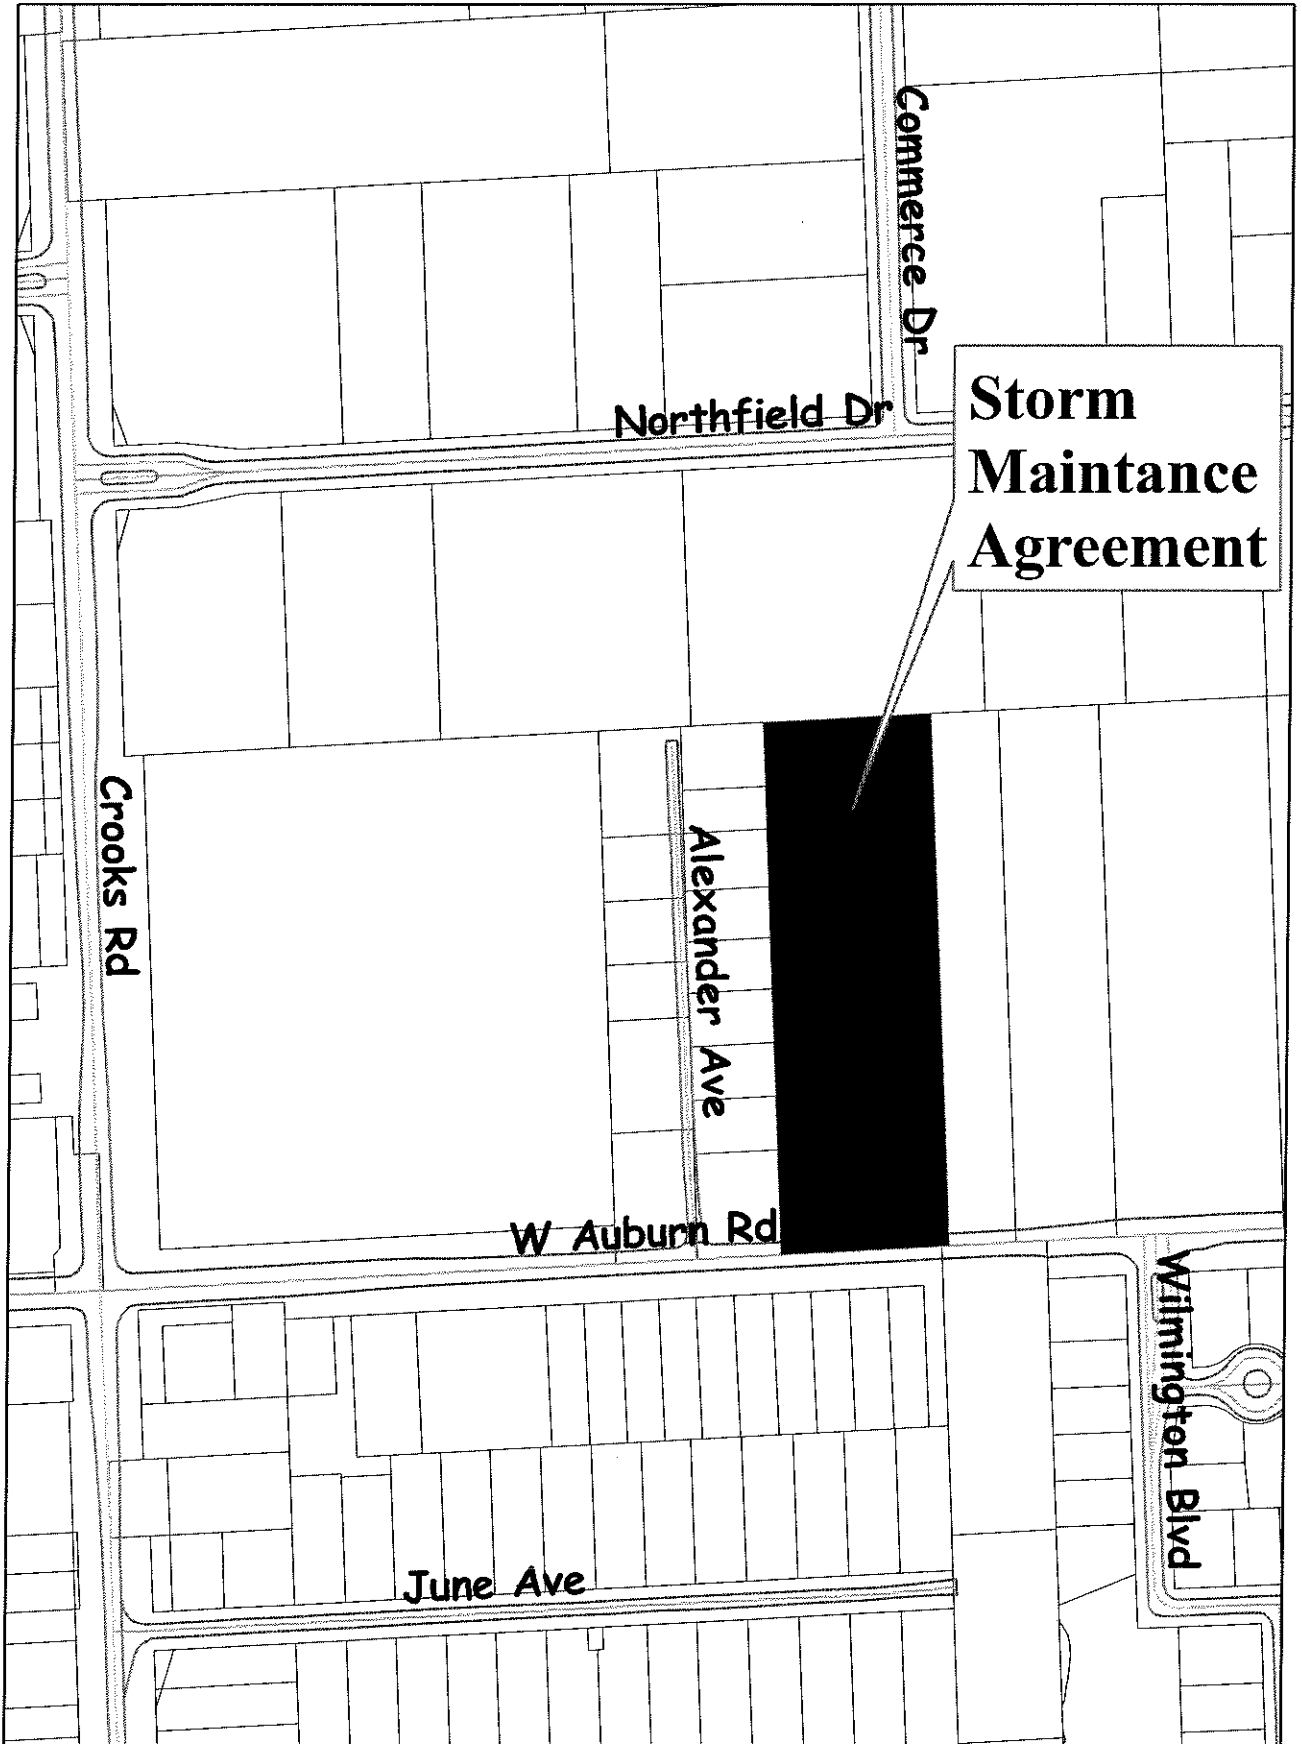 Commerce Dr
Northfield Dr
Storm
Maintance
Agreement
Crooks Rd
Alexander Ave
W Auburn Rd
Wilmington Blvd
June Ave